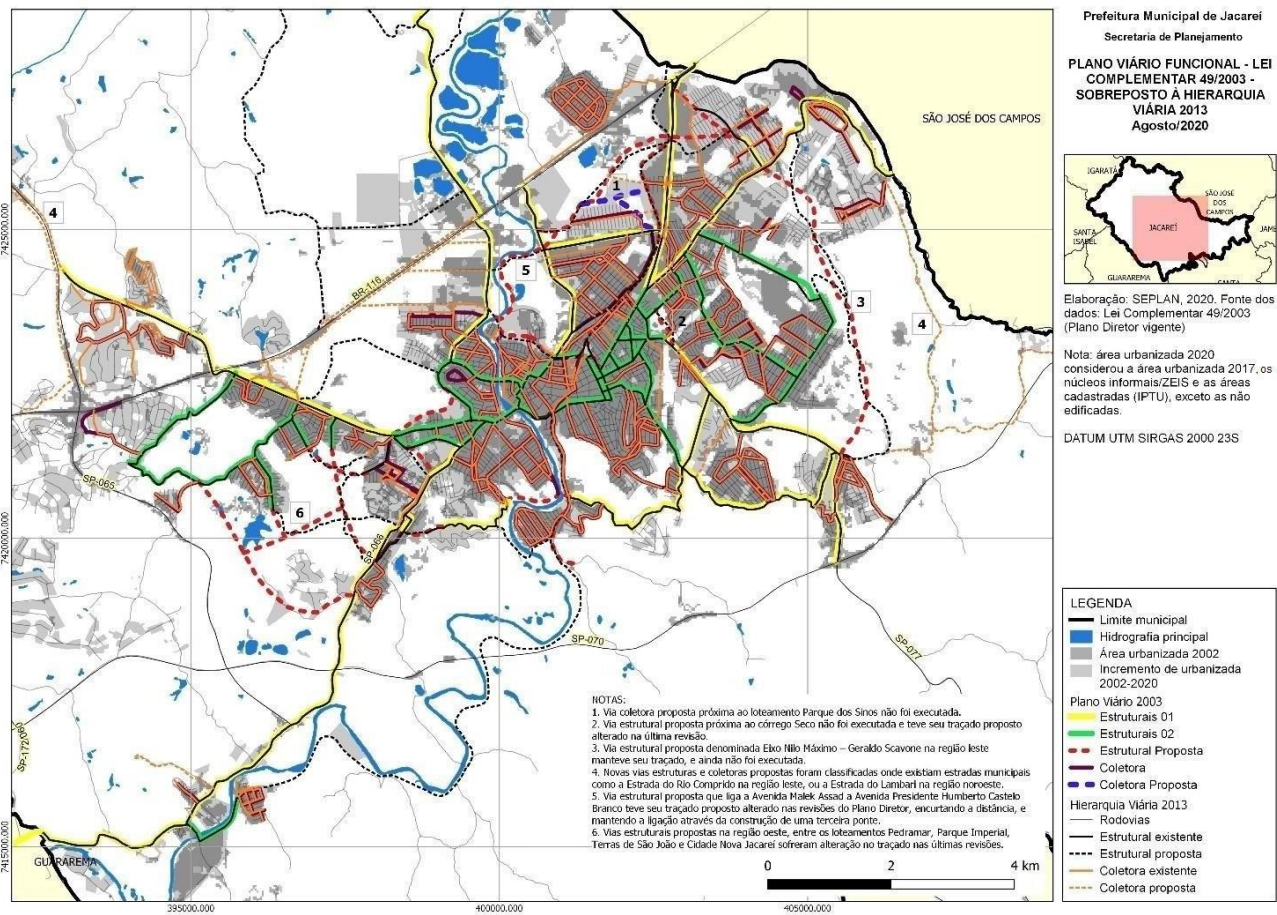 Prefeitura Municipal de Jacareí
Secretaria de Planejamento
PLANO VIÁRIO FUNCIONAL - LEI
COMPLEMENTAR 49/2003 -
SOBREPOSTO À HIERARQUIA
VIÁRIA 2013
Agosto/2020
IGARATÁ
SÃO JOSÉ
DOS
CAMPOS
SANTA
ISABEL
JACAREÍ
JAME
GUARAREMA
SANTA
Elaboração: SEPLAN, 2020. Fonte dos
dados: Lei Complementar 49/2003
(Plano Diretor vigente)
Nota: área urbanizada 2020
considerou a área urbanizada 2017, os
núcleos informais/ZEIS e as áreas
cadastradas (IPTU), exceto as não
edificadas.
DATUM UTM SIRGAS 2000 23S
LEGENDA
Limite municipal
Hidrografia principal
Área urbanizada 2002
Incremento de urbanizada
2002-2020
Plano Viário 2003
Estruturais 01
Estruturais 02
Estrutural Proposta
Coletora
Coletora Proposta
Hierarquia Viária 2013
Rodovias
Estrutural existente
Estrutural proposta
Coletora existente
Coletora proposta
SÃO JOSÉ DOS CAMPOS
1
4
5
BR-116
3
4
2
SP-065
6
SP-066
SP-070
SP-077
SP-172/060
GUARAREMA
7425000.000
7420000.000
7415000.000
395000.000
400000.000
405000.000
NOTAS:
1. Via coletora proposta próxima ao loteamento Parque dos Sinos não foi executada.
2. Via estrutural proposta próxima ao córrego Seco não foi executada e teve seu traçado proposto
alterado na última revisão.
3. Via estrutural proposta denominada Eixo Nilo Máximo – Geraldo Scavone na região leste
manteve seu traçado, e ainda não foi executada.
4. Novas vias estruturas e coletoras propostas foram classificadas onde existiam estradas municipais
como a Estrada do Rio Comprido na região leste, ou a Estrada do Lambari na região noroeste.
5. Via estrutural proposta que liga a Avenida Malek Assad a Avenida Presidente Humberto Castelo
Branco teve seu traçado proposto alterado nas revisões do Plano Diretor, encurtando a distância, e
mantendo a ligação através da construção de uma terceira ponte.
6. Vias estruturais propostas na região oeste, entre os loteamentos Pedramar, Parque Imperial,
Terras de São João e Cidade Nova Jacareí sofreram alteração no traçado nas últimas revisões.
0 2 4 km